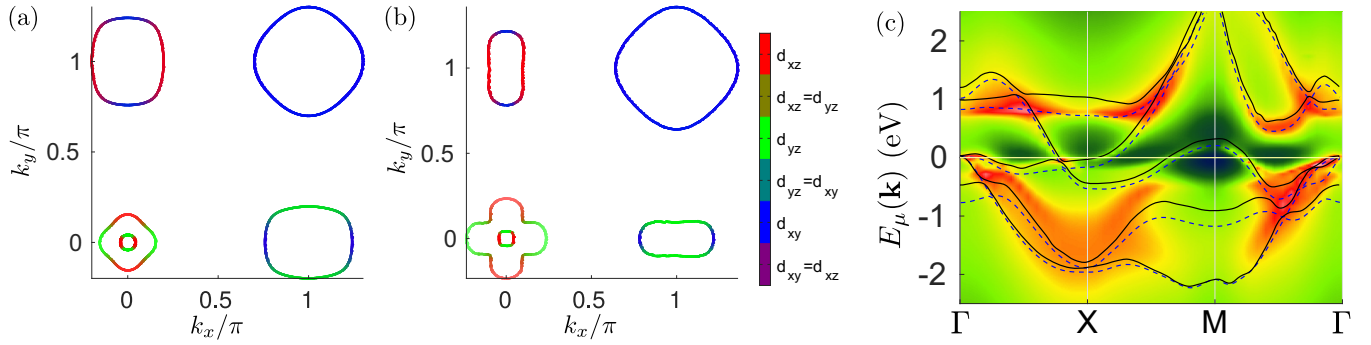 (a)
1
0.5
0
k_y/π
0
0.5
1
k_x/π
(b)
1
0.5
0
k_y/π
0
0.5
1
k_x/π
d_xz
d_xz=d_yz
d_yz
d_yz=d_xy
d_xy
d_xy=d_xz
(c)
2
1
0
-1
-2
E_μ(k) (eV)
Γ
X
M
Γ